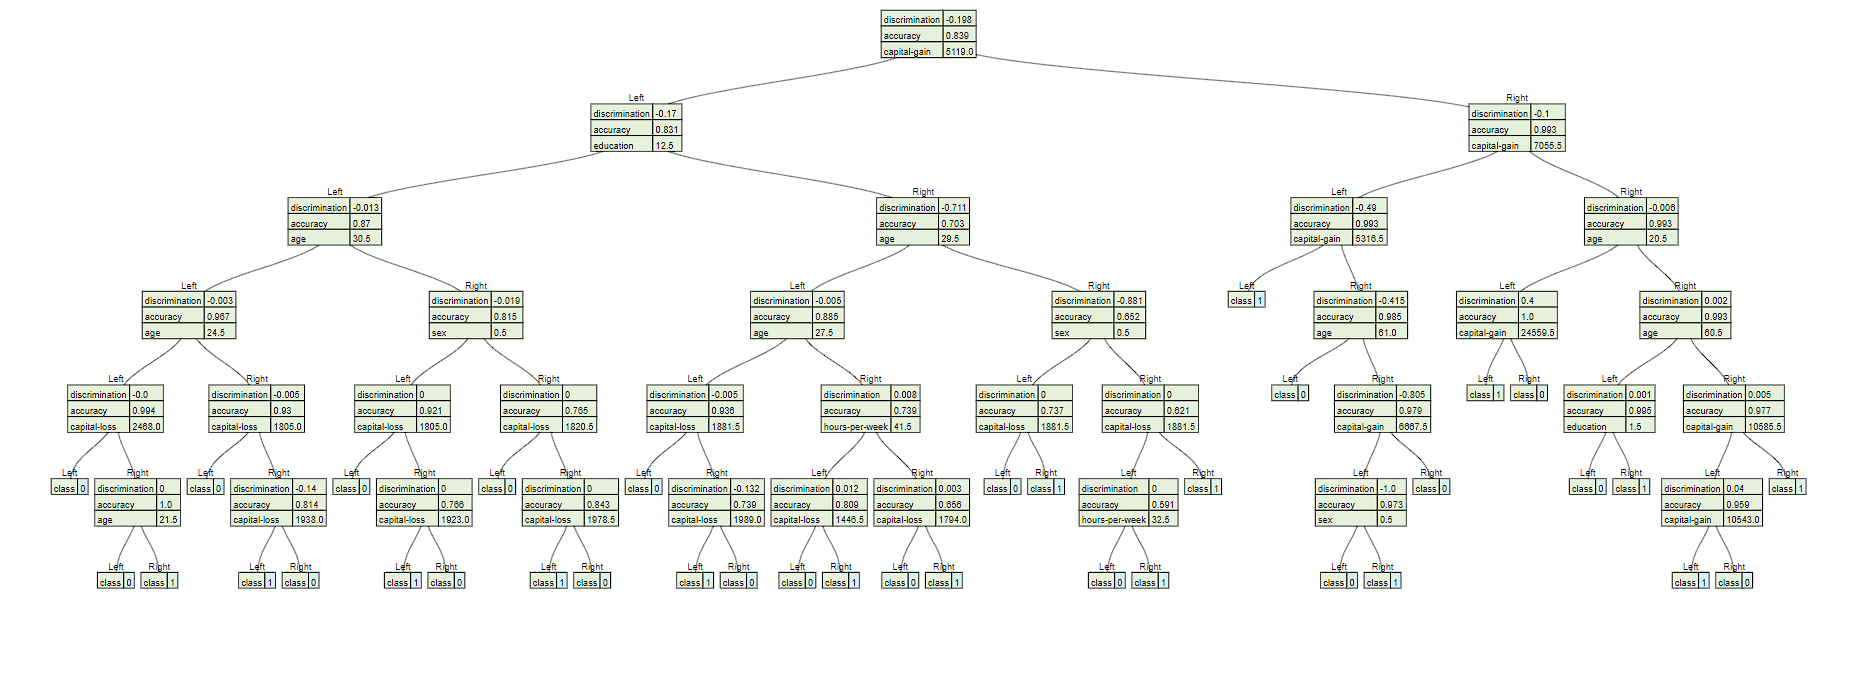 discrimination -0.198
accuracy 0.839
capital-gain 5119.0
Left
discrimination -0.17
accuracy 0.831
education 12.5
Right
discrimination -0.1
accuracy 0.993
capital-gain 7055.5
Left
discrimination -0.013
accuracy 0.87
age 30.5
Right
discrimination -0.711
accuracy 0.703
age 29.5
Left
discrimination -0.49
accuracy 0.993
capital-gain 5316.5
Right
discrimination -0.006
accuracy 0.993
age 20.5
Left
discrimination -0.003
accuracy 0.967
age 24.5
Right
discrimination -0.019
accuracy 0.815
sex 0.5
Left
discrimination -0.005
accuracy 0.885
age 27.5
Right
discrimination -0.881
accuracy 0.652
sex 0.5
Left
class 1
Right
discrimination -0.415
accuracy 0.985
age 61.0
Left
discrimination 0.4
accuracy 1.0
capital-gain 24559.5
Right
discrimination 0.002
accuracy 0.993
age 60.5
Left
discrimination -0.0
accuracy 0.994
capital-loss 2468.0
Right
discrimination -0.005
accuracy 0.93
capital-loss 1805.0
Left
discrimination 0
accuracy 0.921
capital-loss 1805.0
Right
discrimination 0
accuracy 0.765
capital-loss 1820.5
Left
discrimination -0.005
accuracy 0.936
capital-loss 1881.5
Right
discrimination 0.008
accuracy 0.739
hours-per-week 41.5
Left
discrimination 0
accuracy 0.737
capital-loss 1881.5
Right
discrimination 0
accuracy 0.621
capital-loss 1881.5
Left
class 0
Right
discrimination -0.805
accuracy 0.979
capital-gain 6667.5
Left
class 1
Right
class 0
Left
discrimination 0.001
accuracy 0.995
education 1.5
Right
discrimination 0.005
accuracy 0.977
capital-gain 10585.5
Left
class 0
Right
discrimination 0
accuracy 1.0
age 21.5
Left
class 0
Right
discrimination -0.14
accuracy 0.814
capital-loss 1938.0
Left
class 0
Right
discrimination 0
accuracy 0.766
capital-loss 1923.0
Left
class 0
Right
discrimination 0
accuracy 0.843
capital-loss 1978.5
Left
class 0
Right
discrimination -0.132
accuracy 0.739
capital-loss 1989.0
Left
discrimination 0.012
accuracy 0.809
capital-loss 1446.5
Right
discrimination 0.003
accuracy 0.656
capital-loss 1794.0
Left
class 0
Right
class 1
Left
discrimination 0
accuracy 0.591
hours-per-week 32.5
Right
class 1
Left
discrimination -1.0
accuracy 0.973
sex 0.5
Right
class 0
Left
class 0
Right
class 1
Left
discrimination 0.04
accuracy 0.959
capital-gain 10543.0
Right
class 1
Left
class 0
Right
class 1
Left
class 1
Right
class 0
Left
class 1
Right
class 0
Left
class 1
Right
class 0
Left
class 1
Right
class 0
Left
class 0
Right
class 1
Left
class 0
Right
class 1
Left
class 0
Right
class 1
Left
class 0
Right
class 1
Left
class 1
Right
class 0